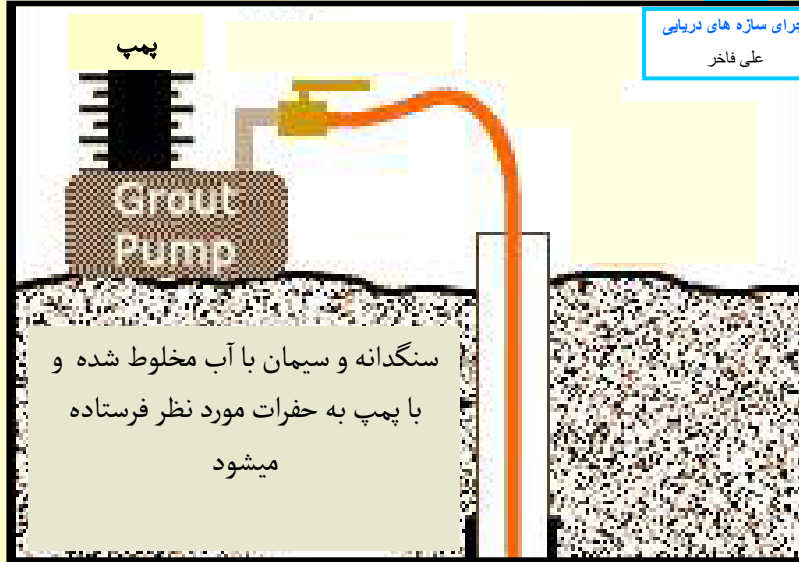 جرای سازه های دریایی
علی فاخر
پمپ
Grout
Pump
سنگدانه و سیمان با آب مخلوط شده و
با پمپ به حفرات مورد نظر فرستاده
میشود